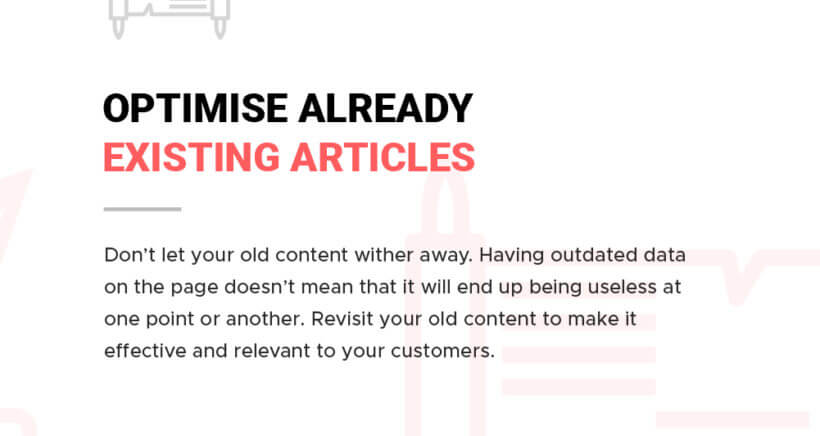 OPTIMISE ALREADY
EXISTING ARTICLES
Don’t let your old content wither away. Having outdated data
on the page doesn’t mean that it will end up being useless at
one point or another. Revisit your old content to make it
effective and relevant to your customers.